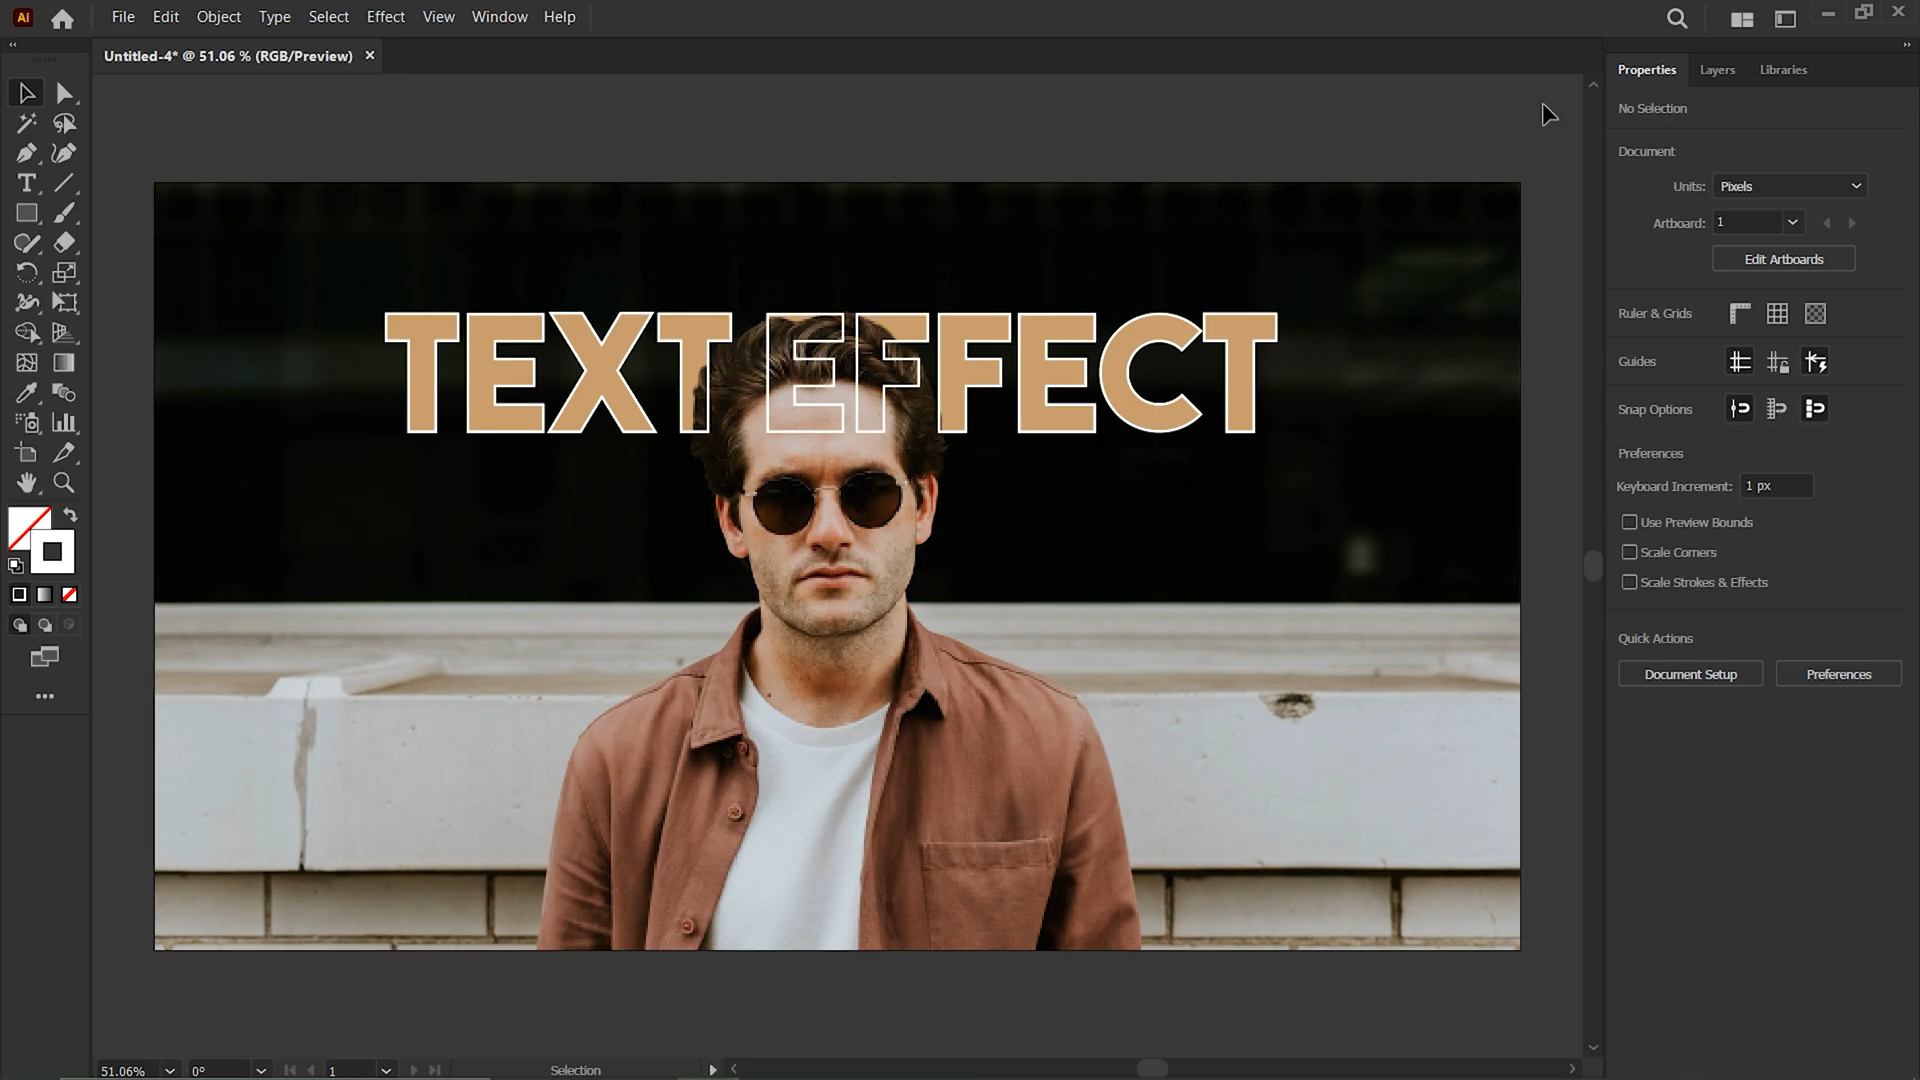 Ai File Edit Object Type Select Effect View Window Help
Untitled-4* @ 51.06 % (RGB/Preview)
Properties Layers Libraries
No Selection
Document
Units: Pixels
Artboard: 1
Edit Artboards
TEXT EFFECT
Ruler & Grids
Guides
Snap Options
Preferences
Keyboard Increment: 1 px
Use Preview Bounds
Scale Corners
Scale Strokes & Effects
Quick Actions
Document Setup Preferences
51.06% 0° 1 Selection